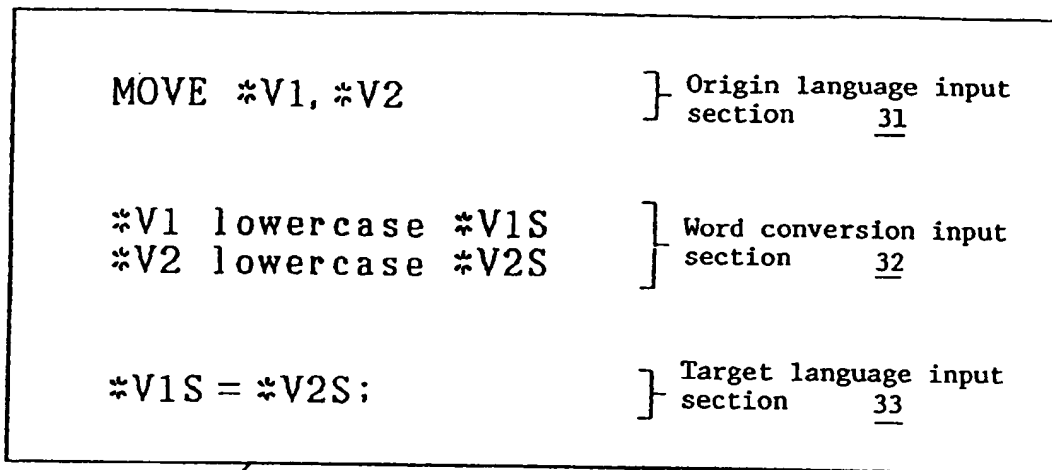 MOVE *V1, *V2
Origin language input
section 31
*V1 lowercase *V1S
*V2 lowercase *V2S
Word conversion input
section 32
*V1S = *V2S;
Target language input
section 33